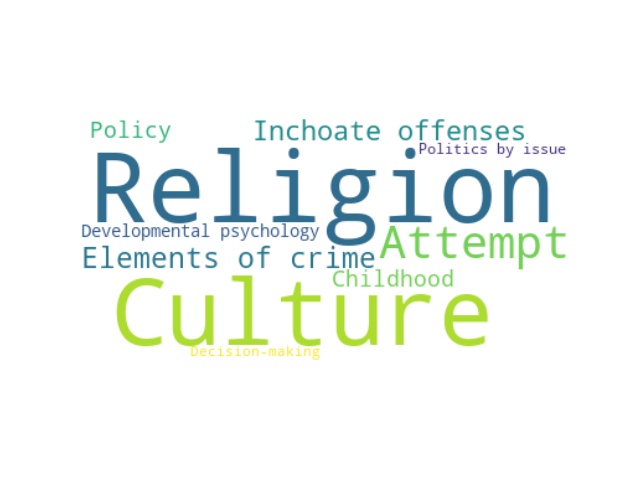 Policy
Inchoate offenses
Politics by issue
Religion
Developmental psychology
Attempt
Elements of crime
Childhood
Culture
Decision-making